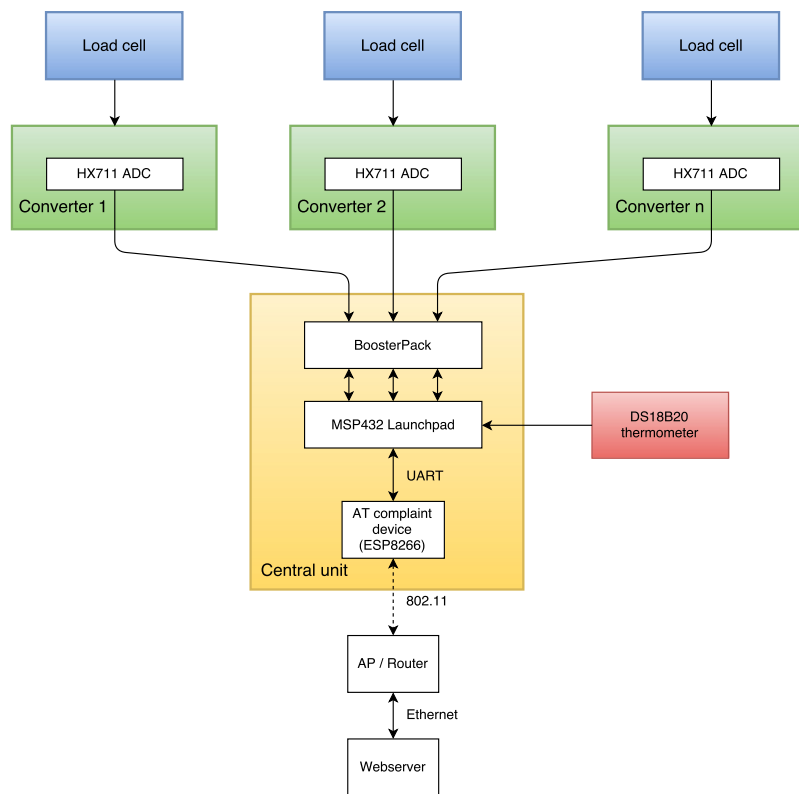 Load cell
Load cell
Load cell
HX711 ADC
HX711 ADC
HX711 ADC
Converter 1
Converter 2
Converter n
BoosterPack
MSP432 Launchpad
DS18B20
thermometer
UART
AT complaint
device
(ESP8266)
Central unit
802.11
AP / Router
Ethernet
Webserver